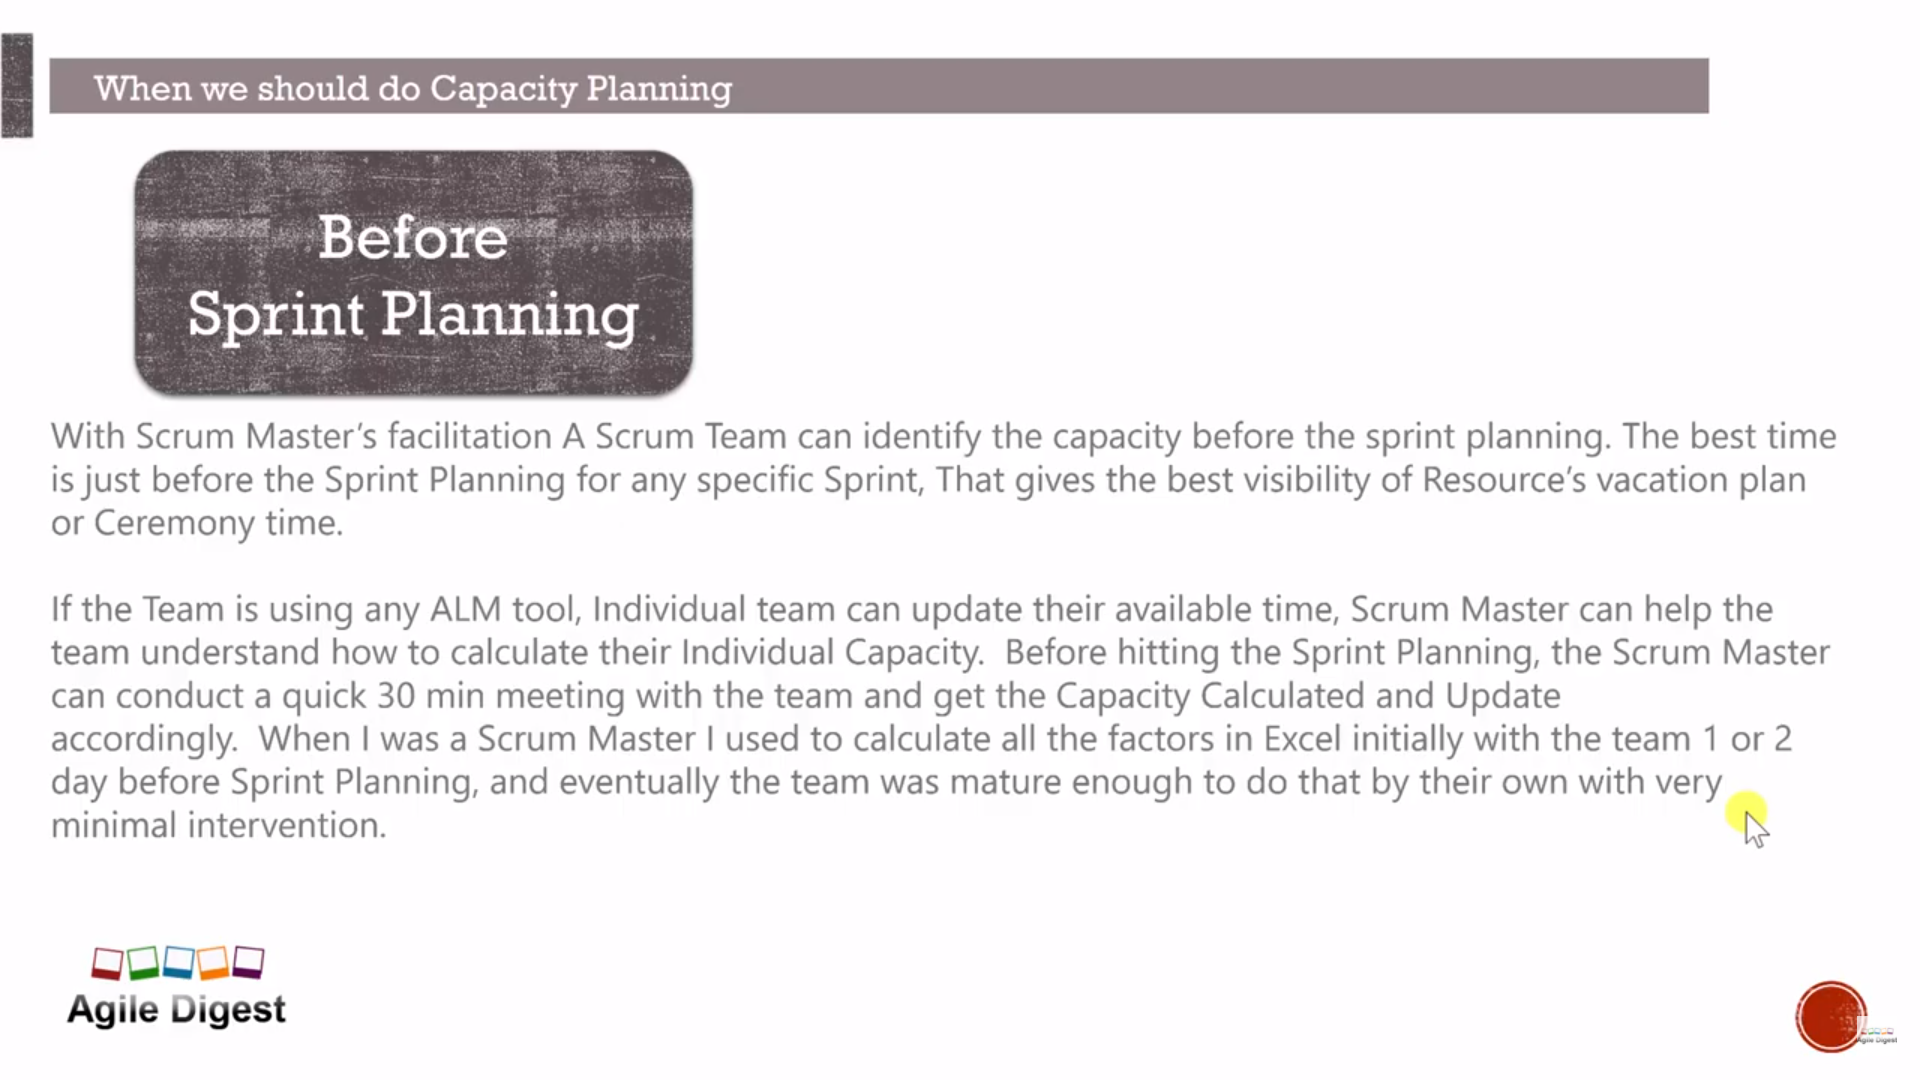 When we should do Capacity Planning
Before
Sprint Planning
With Scrum Master’s facilitation A Scrum Team can identify the capacity before the sprint planning. The best time
is just before the Sprint Planning for any specific Sprint, That gives the best visibility of Resource’s vacation plan
or Ceremony time.
If the Team is using any ALM tool, Individual team can update their available time, Scrum Master can help the
team understand how to calculate their Individual Capacity.  Before hitting the Sprint Planning, the Scrum Master
can conduct a quick 30 min meeting with the team and get the Capacity Calculated and Update
accordingly.  When I was a Scrum Master I used to calculate all the factors in Excel initially with the team 1 or 2
day before Sprint Planning, and eventually the team was mature enough to do that by their own with very
minimal intervention.
Agile Digest
Agile Digest